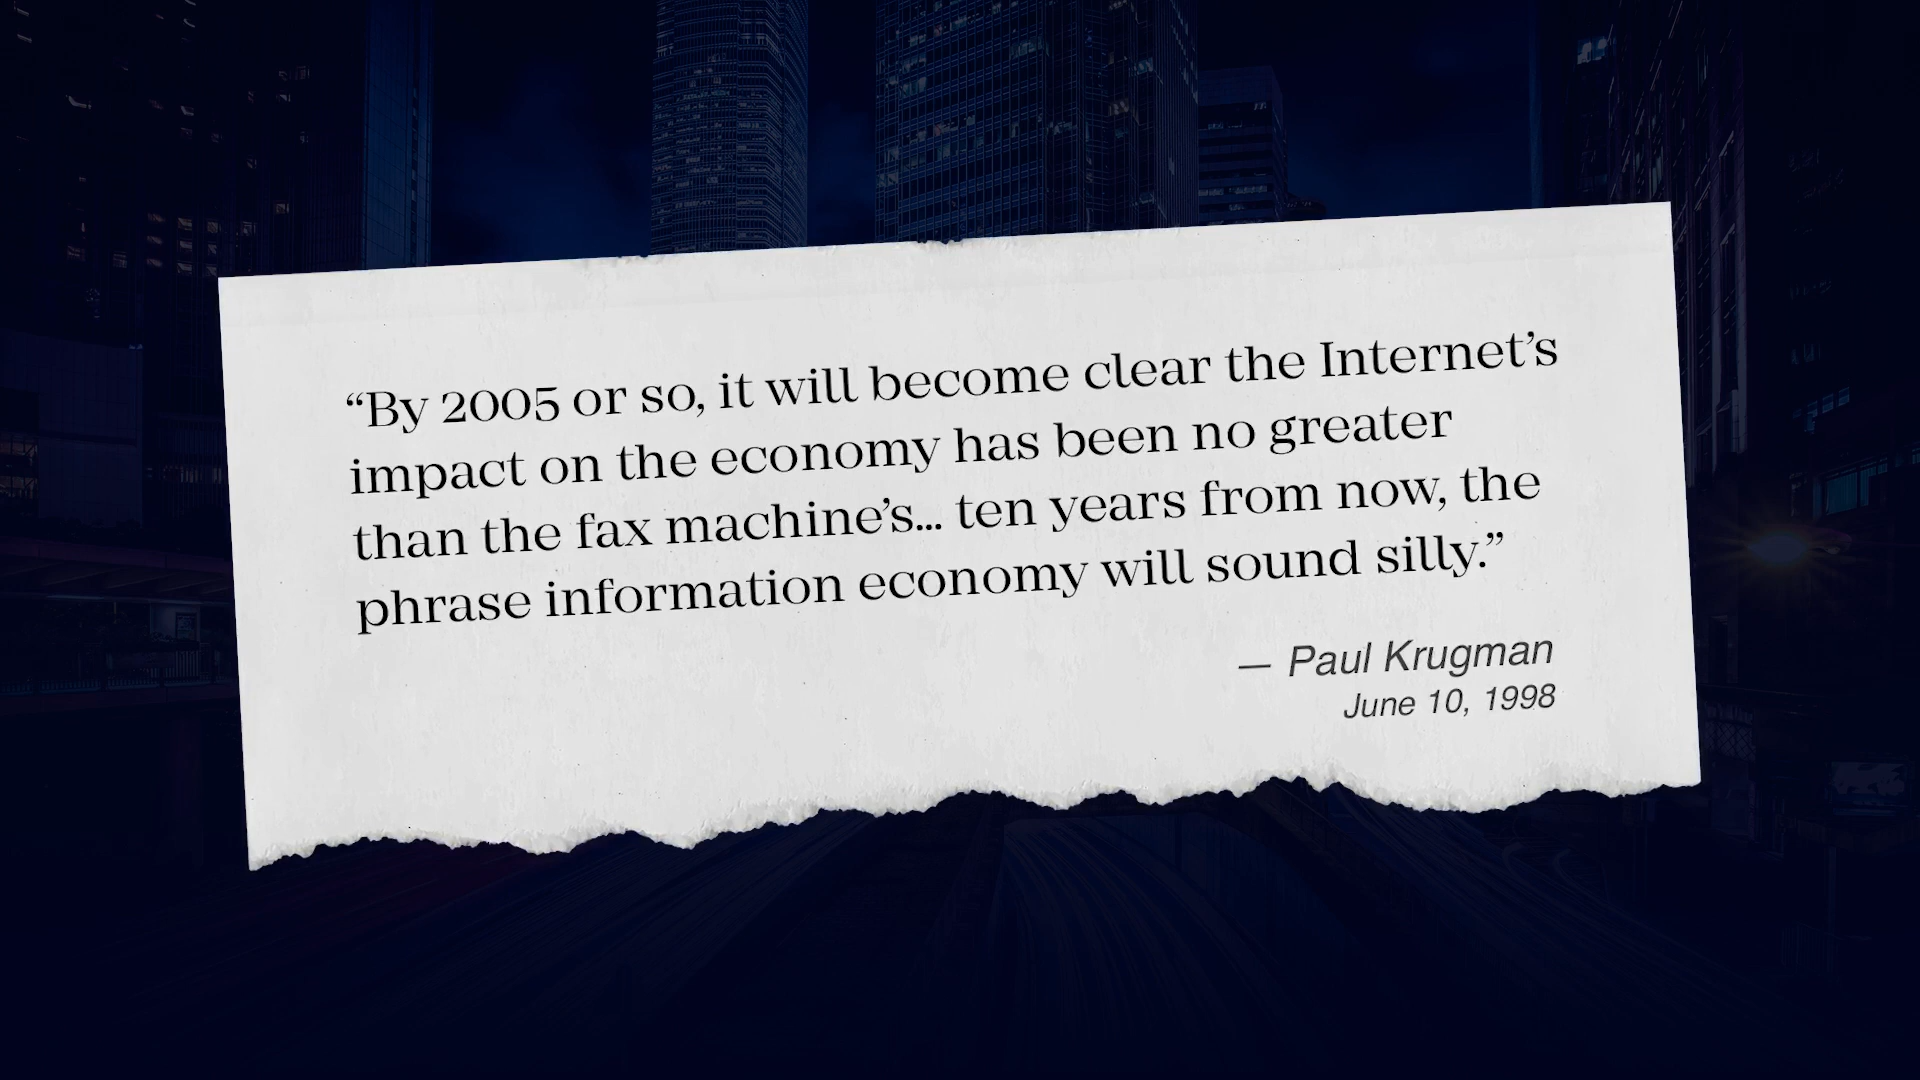 “By 2005 or so, it will become clear the Internet’s
impact on the economy has been no greater
than the fax machine’s... ten years from now, the
phrase information economy will sound silly.”
— Paul Krugman
June 10, 1998